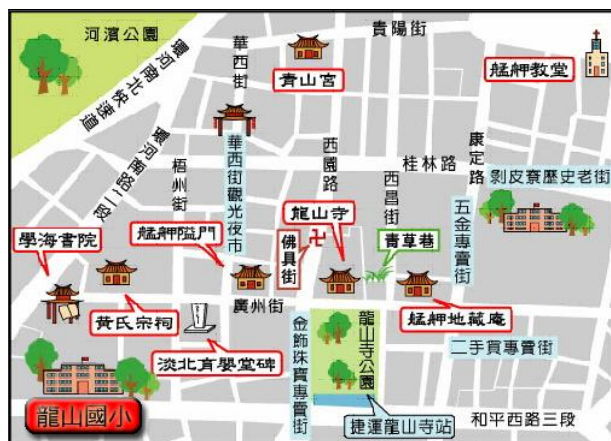 河濱公園
環河南北快速道
華西街
貴陽街
青山宮
艋舺教堂
環河南路二段
梧州街
華西街觀光夜市
西園路
桂林路
康定路
剝皮寮歷史老街
西昌街
學海書院
艋舺隘門
龍山寺
佛具街
青草巷
五金專賣街
黃氏宗祠
廣州街
艋舺地藏庵
淡北育嬰堂碑
金飾珠寶專賣街
龍山寺公園
二手貨專賣街
龍山國小
捷運龍山寺站
和平西路三段